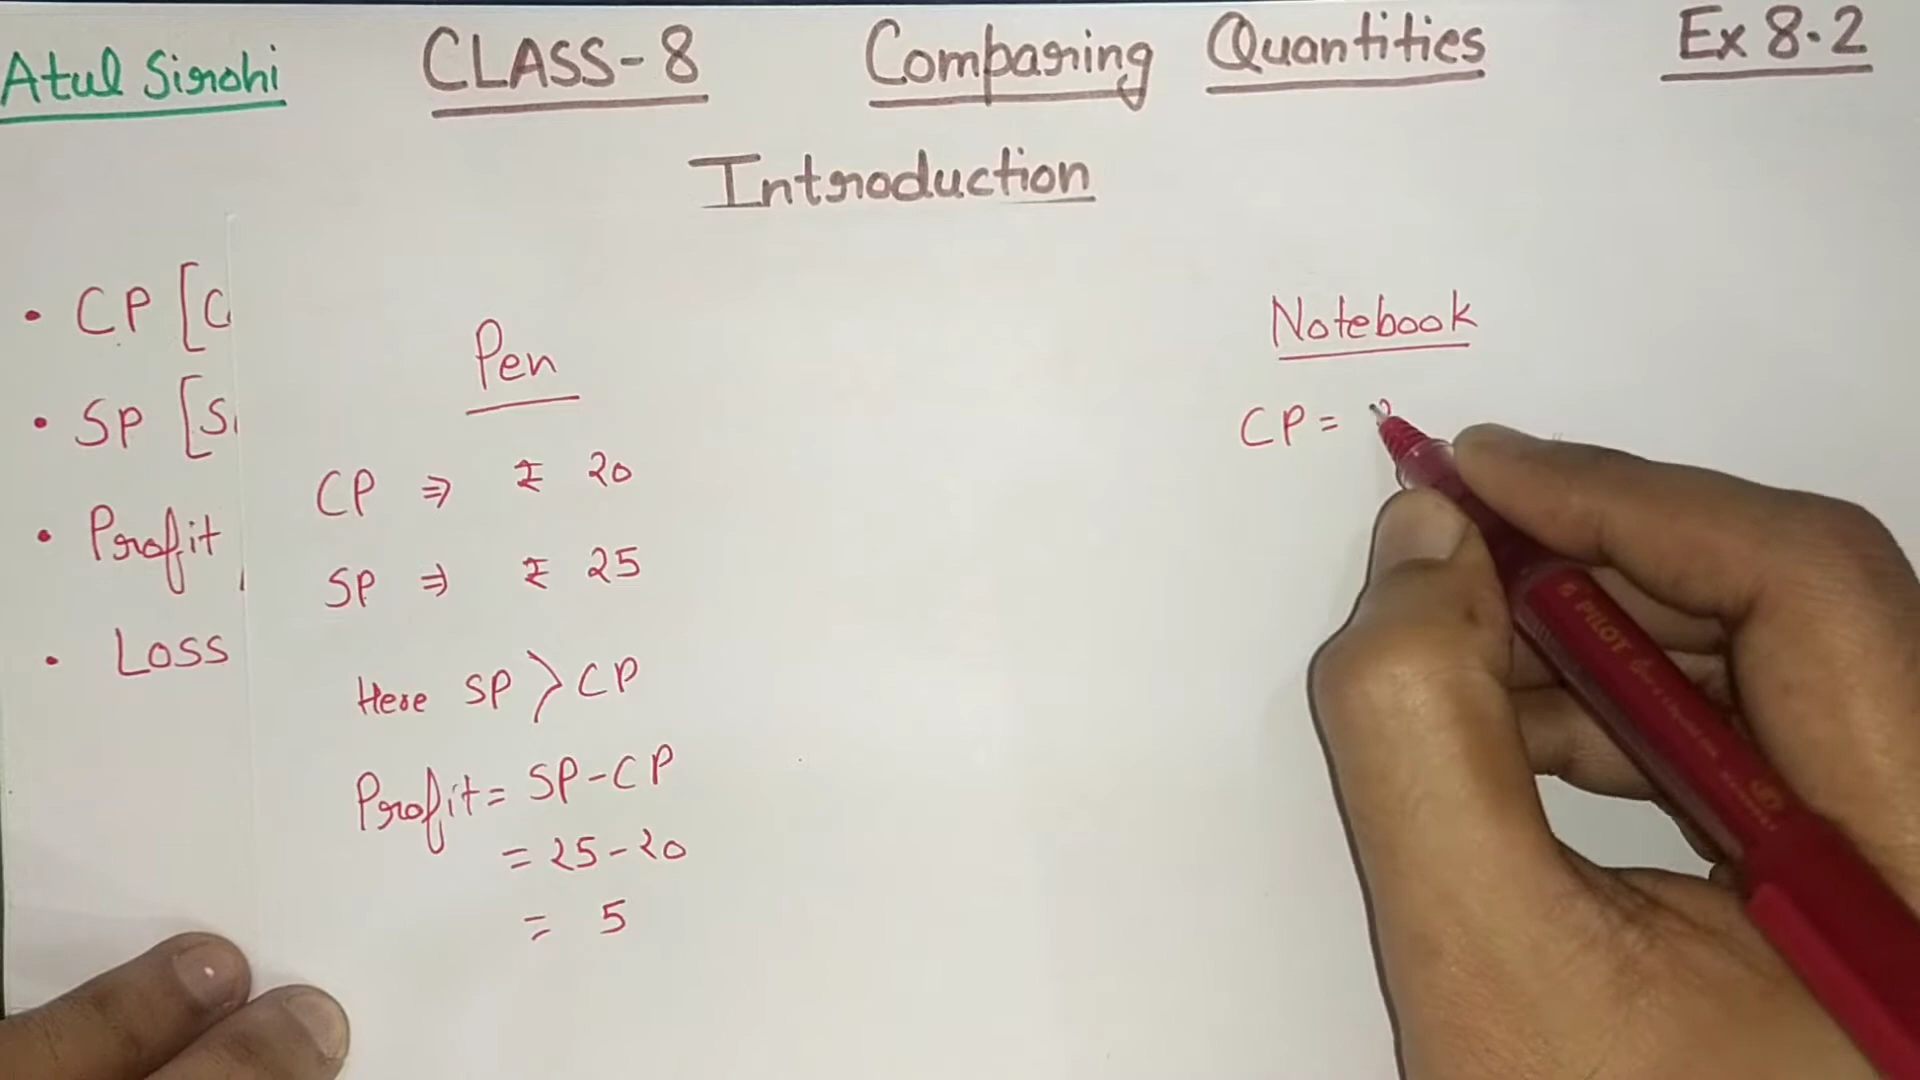 Atul Sirohi CLASS-8 Comparing Quantities Ex 8.2
Introduction
• CP [C
• SP [S
• Profit
• Loss
Pen
CP ⇒ ₹ 20
SP ⇒ ₹ 25
Here SP > CP
Profit = SP-CP
= 25-20
= 5
Notebook
CP =
PILOT